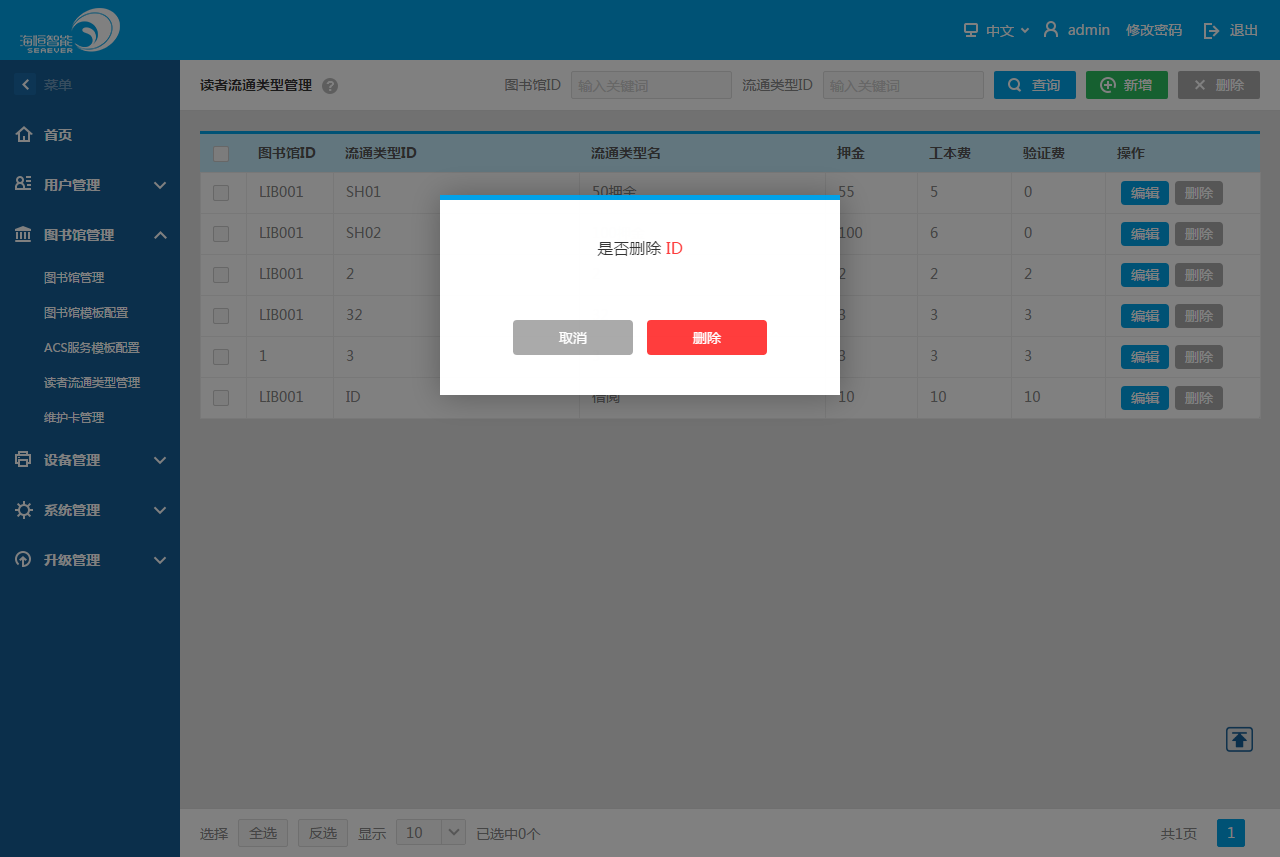 海恒智能
SEAEVER
中文
admin
修改密码
退出
菜单
首页
用户管理
图书馆管理
图书馆管理
图书馆模板配置
ACS服务模板配置
读者流通类型管理
维护卡管理
设备管理
系统管理
升级管理
读者流通类型管理 ?
图书馆ID 输入关键词 流通类型ID 输入关键词 查询 新增 删除
图书馆ID 流通类型ID 流通类型名 押金 工本费 验证费 操作
LIB001 SH01 50押金 55 5 0 编辑 删除
LIB001 SH02 100 6 0 编辑 删除
LIB001 2 2 2 2 编辑 删除
LIB001 32 3 3 3 编辑 删除
1 3 3 3 3 编辑 删除
LIB001 ID 借阅 10 10 10 编辑 删除
是否删除 ID
取消 删除
选择 全选 反选 显示 10 已选中0个
共1页 1